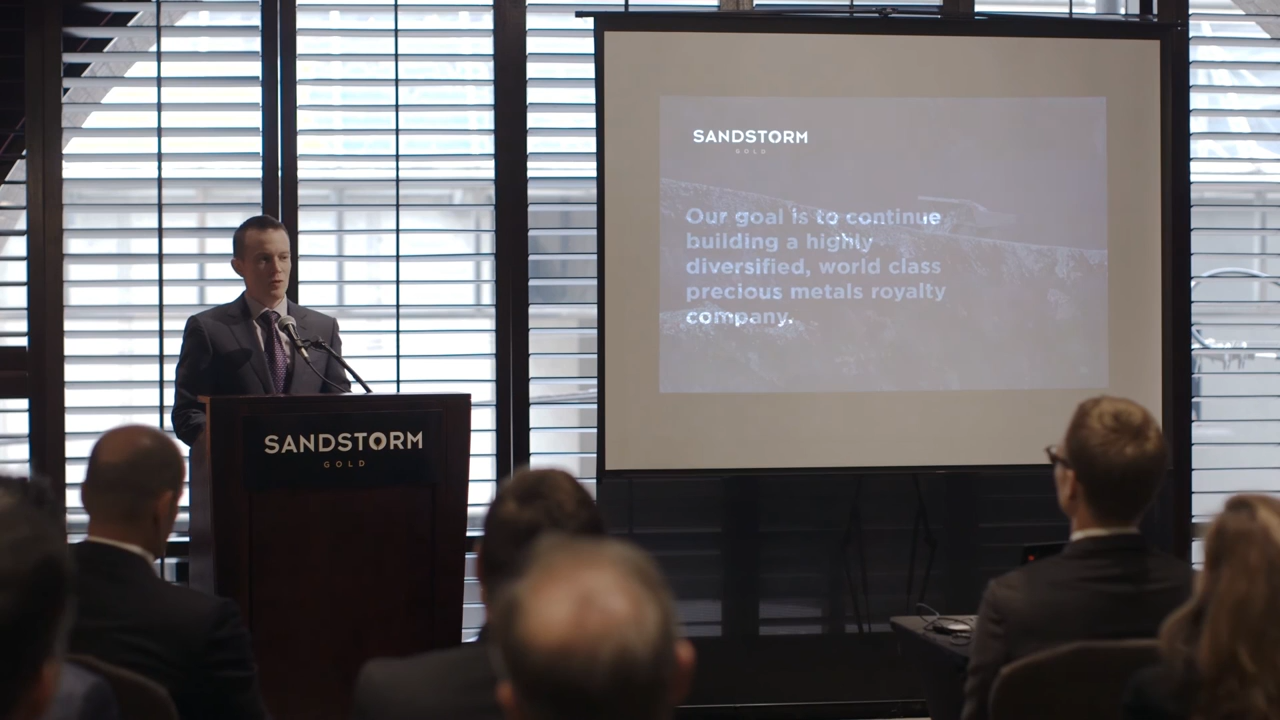 SANDSTORM
GOLD
Our goal is to continue
building a highly
diversified, world class
precious metals royalty
company.
SANDSTORM
GOLD